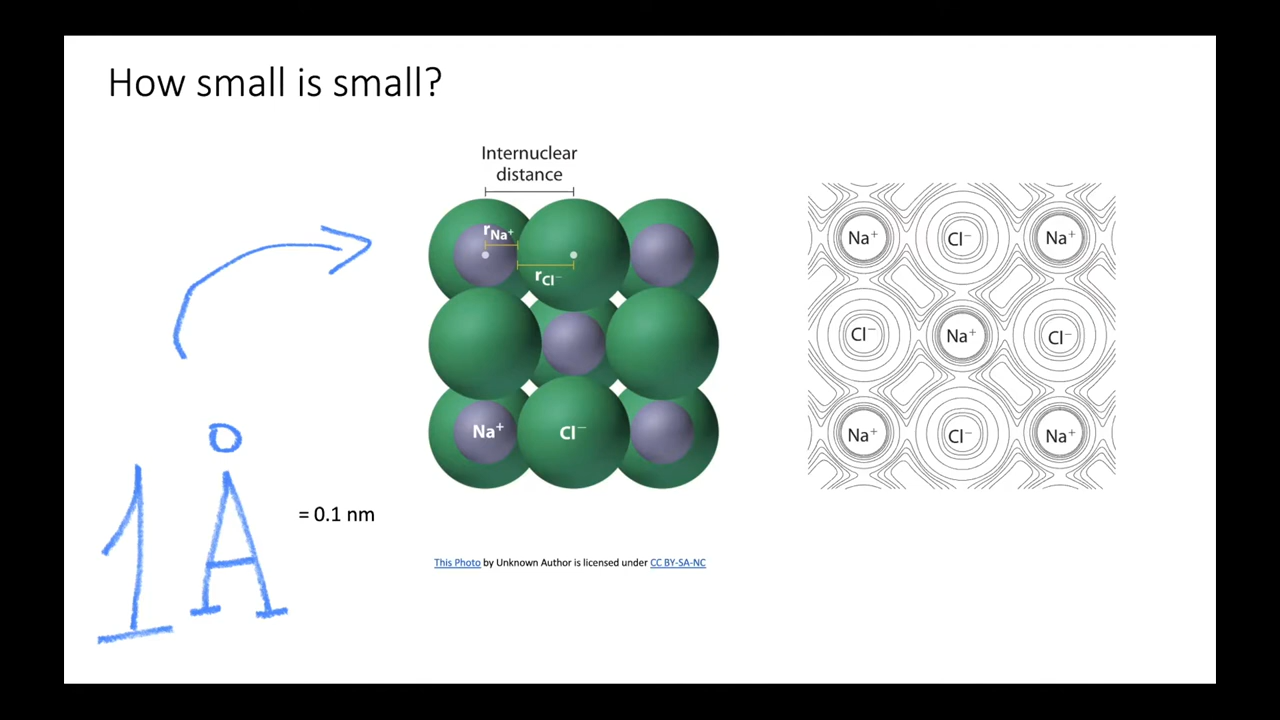 How small is small?
Internuclear
distance
rNa+
rCl−
Na+ Cl−
1 Å
= 0.1 nm
This Photo by Unknown Author is licensed under CC BY-SA-NC
Na+ Cl− Na+
Cl− Na+ Cl−
Na+ Cl− Na+